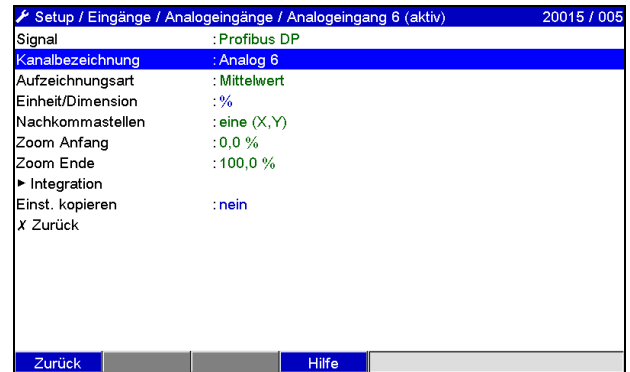 Setup / Eingänge / Analogeingänge / Analogeingang 6 (aktiv) 20015 / 005
Signal : Profibus DP
Kanalbezeichnung : Analog 6
Aufzeichnungsart : Mittelwert
Einheit/Dimension : %
Nachkommastellen : eine (X,Y)
Zoom Anfang : 0,0 %
Zoom Ende : 100,0 %
► Integration
Einst. kopieren : nein
X Zurück
Zurück Hilfe